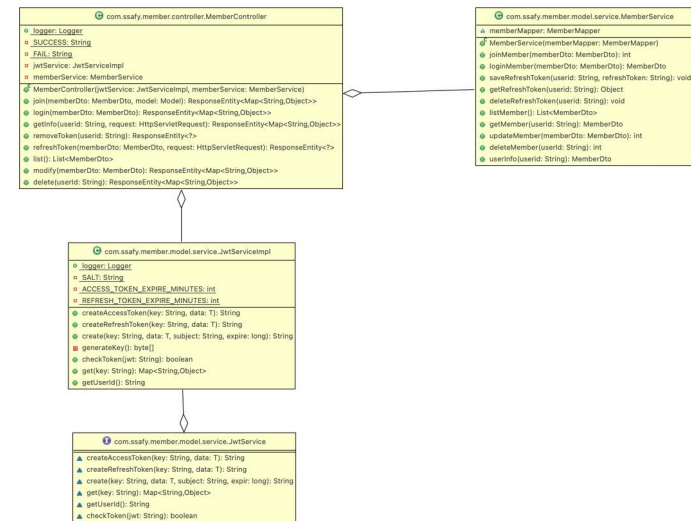 com.ssafy.member.controller.MemberController
logger: Logger
SUCCESS: String
FAIL: String
jwtService: JwtServiceImpl
memberService: MemberService
MemberController(jwtService: JwtServiceImpl, memberService: MemberService)
join(memberDto: MemberDto, model: Model): ResponseEntity<Map<String,Object>>
login(memberDto: MemberDto): ResponseEntity<Map<String,Object>>
getInfo(userid: String, request: HttpServletRequest): ResponseEntity<Map<String,Object>>
removeToken(userid: String): ResponseEntity<?>
refreshToken(memberDto: MemberDto, request: HttpServletRequest): ResponseEntity<?>
list(): List<MemberDto>
modify(memberDto: MemberDto): ResponseEntity<Map<String,Object>>
delete(userId: String): ResponseEntity<Map<String,Object>>
com.ssafy.member.model.service.MemberService
memberMapper: MemberMapper
MemberService(memberMapper: MemberMapper)
joinMember(memberDto: MemberDto): int
loginMember(memberDto: MemberDto): MemberDto
saveRefreshToken(userid: String, refreshToken: String): void
getRefreshToken(userid: String): Object
deleteRefreshToken(userid: String): void
listMember(): List<MemberDto>
getMember(userId: String): MemberDto
updateMember(memberDto: MemberDto): int
deleteMember(userId: String): int
userInfo(userid: String): MemberDto
com.ssafy.member.model.service.JwtServiceImpl
logger: Logger
SALT: String
ACCESS_TOKEN_EXPIRE_MINUTES: int
REFRESH_TOKEN_EXPIRE_MINUTES: int
createAccessToken(key: String, data: T): String
createRefreshToken(key: String, data: T): String
create(key: String, data: T, subject: String, expire: long): String
generateKey(): byte[]
checkToken(jwt: String): boolean
get(key: String): Map<String,Object>
getUserId(): String
com.ssafy.member.model.service.JwtService
createAccessToken(key: String, data: T): String
createRefreshToken(key: String, data: T): String
create(key: String, data: T, subject: String, expir: long): String
get(key: String): Map<String,Object>
getUserId(): String
checkToken(jwt: String): boolean